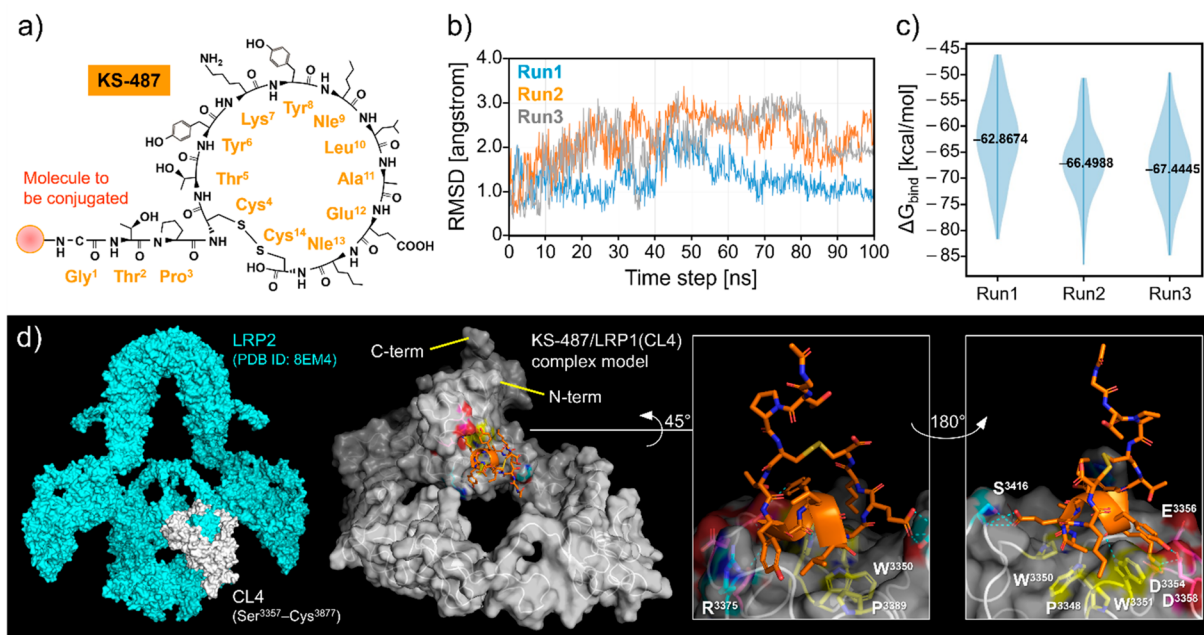 a)
KS-487
NH₂
HO
O
H
N
O
H
N
O
NH
O
Lys⁷
Tyr⁸
Nle⁹
HO
Tyr⁶
Leu¹⁰
Thr⁵
Ala¹¹
Molecule to
be conjugated
Cys⁴
Glu¹²
Cys¹⁴
Nle¹³
COOH
OH
S
S
HO
Gly¹
Thr²
Pro³
b)
RMSD [angstrom]
4.0
3.0
2.0
1.0
0
Run1
Run2
Run3
0 10 20 30 40 50 60 70 80 90 100
Time step [ns]
c)
ΔGbind [kcal/mol]
−45
−50
−55
−60
−65
−70
−75
−80
−85
−62.8674
−66.4988
−67.4445
Run1 Run2 Run3
d)
LRP2
(PDB ID: 8EM4)
CL4
(Ser³³⁵⁷–Cys³⁸⁷⁷)
C-term
N-term
KS-487/LRP1(CL4)
complex model
45°
R³³⁷⁵
W³³⁵⁰
P³³⁸⁹
180°
S³⁴¹⁶
E³³⁵⁶
W³³⁵⁰
P³³⁴⁸
W³³⁵¹
D³³⁵⁴
D³³⁵⁸